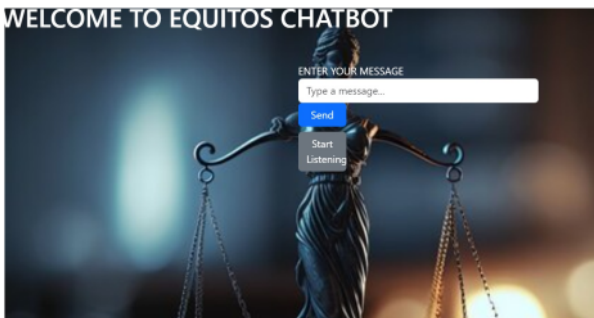 WELCOME TO EQUITOS CHATBOT
ENTER YOUR MESSAGE
Type a message...
Send
Start
Listening